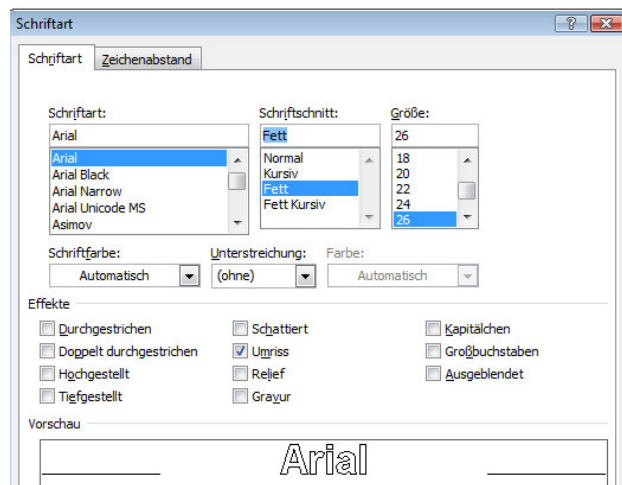 Schriftart
Schriftart Zeichenabstand
Schriftart: Schriftschnitt: Größe:
Arial Fett 26
Arial Normal 18
Arial Black Kursiv 20
Arial Narrow Fett 22
Arial Unicode MS Fett Kursiv 24
Asimov 26
Schriftfarbe: Unterstreichung: Farbe:
Automatisch (ohne) Automatisch
Effekte
Durchgestrichen Schattiert Kapitälchen
Doppelt durchgestrichen Umriss Großbuchstaben
Hochgestellt Relief Ausgeblendet
Tiefgestellt Gravur
Vorschau
Arial